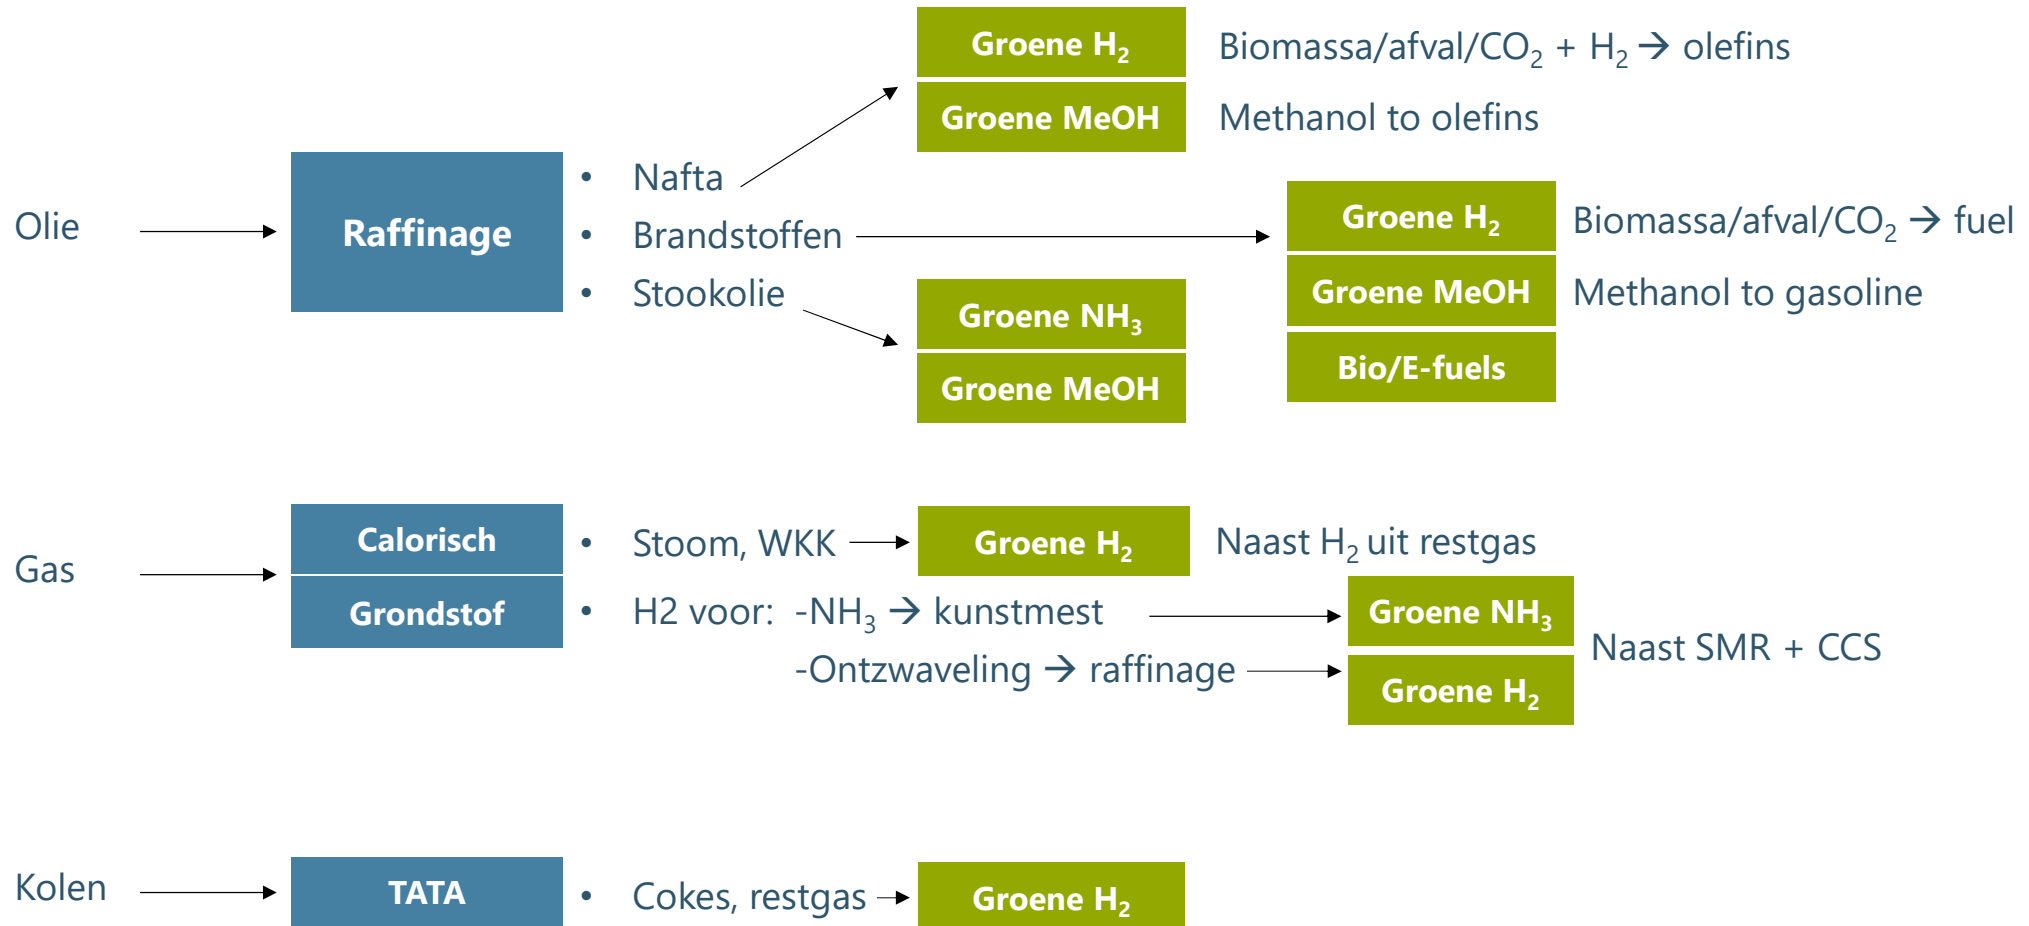 Groene H₂
Biomassa/afval/CO₂ + H₂ → olefins
Groene MeOH
Methanol to olefins
Olie
Raffinage
• Nafta
• Brandstoffen
• Stookolie
Groene H₂
Biomassa/afval/CO₂ → fuel
Groene MeOH
Methanol to gasoline
Bio/E-fuels
Groene NH₃
Groene MeOH
Gas
Calorisch
Grondstof
• Stoom, WKK
Groene H₂
Naast H₂ uit restgas
• H2 voor: -NH₃ → kunstmest
-Ontzwaveling → raffinage
Groene NH₃
Groene H₂
Naast SMR + CCS
Kolen
TATA
• Cokes, restgas
Groene H₂